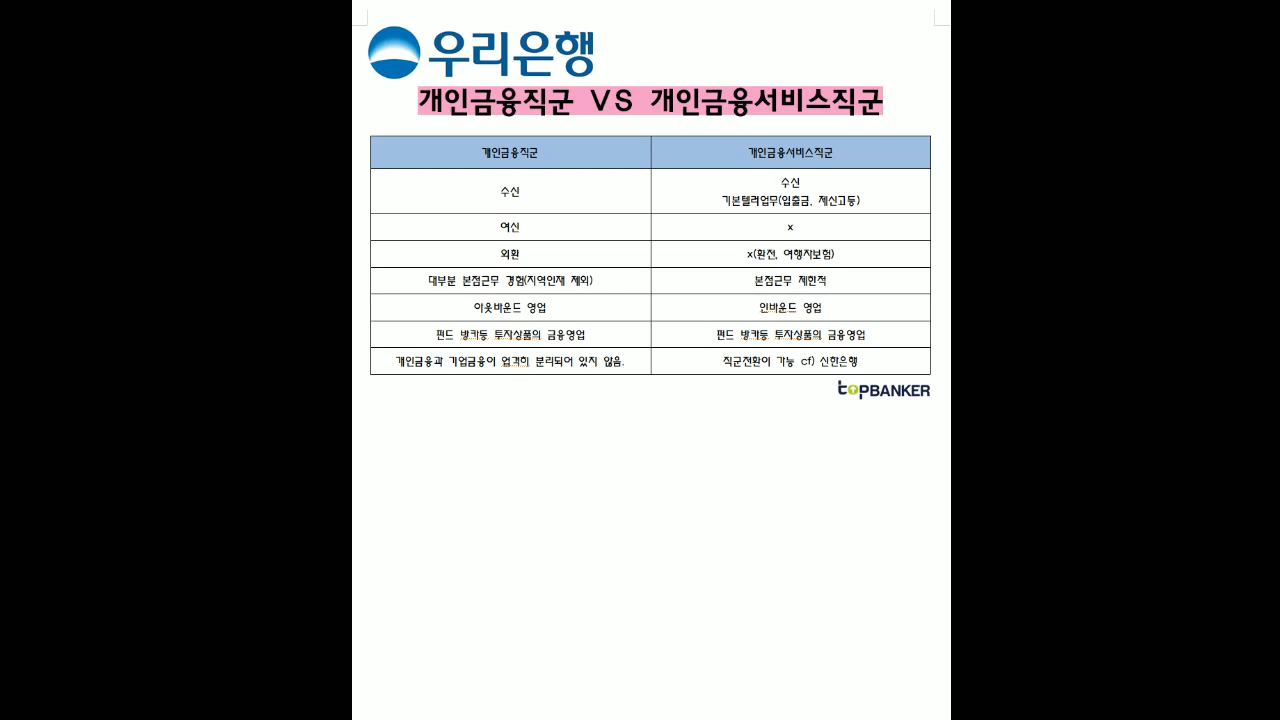 우리은행
개인금융직군 VS 개인금융서비스직군
개인금융직군 개인금융서비스직군
수신 수신
기본텔러업무(입출금, 제신고등)
여신 x
외환 x(환전, 여행자보험)
대부분 본점근무 경험(지역인재 제외) 본점근무 제한적
아웃바운드 영업 인바운드 영업
펀드 방카등 투자상품의 금융영업 펀드 방카등 투자상품의 금융영업
개인금융과 기업금융이 엄격히 분리되어 있지 않음. 직군전환이 가능 cf) 신한은행
tOPBANKER